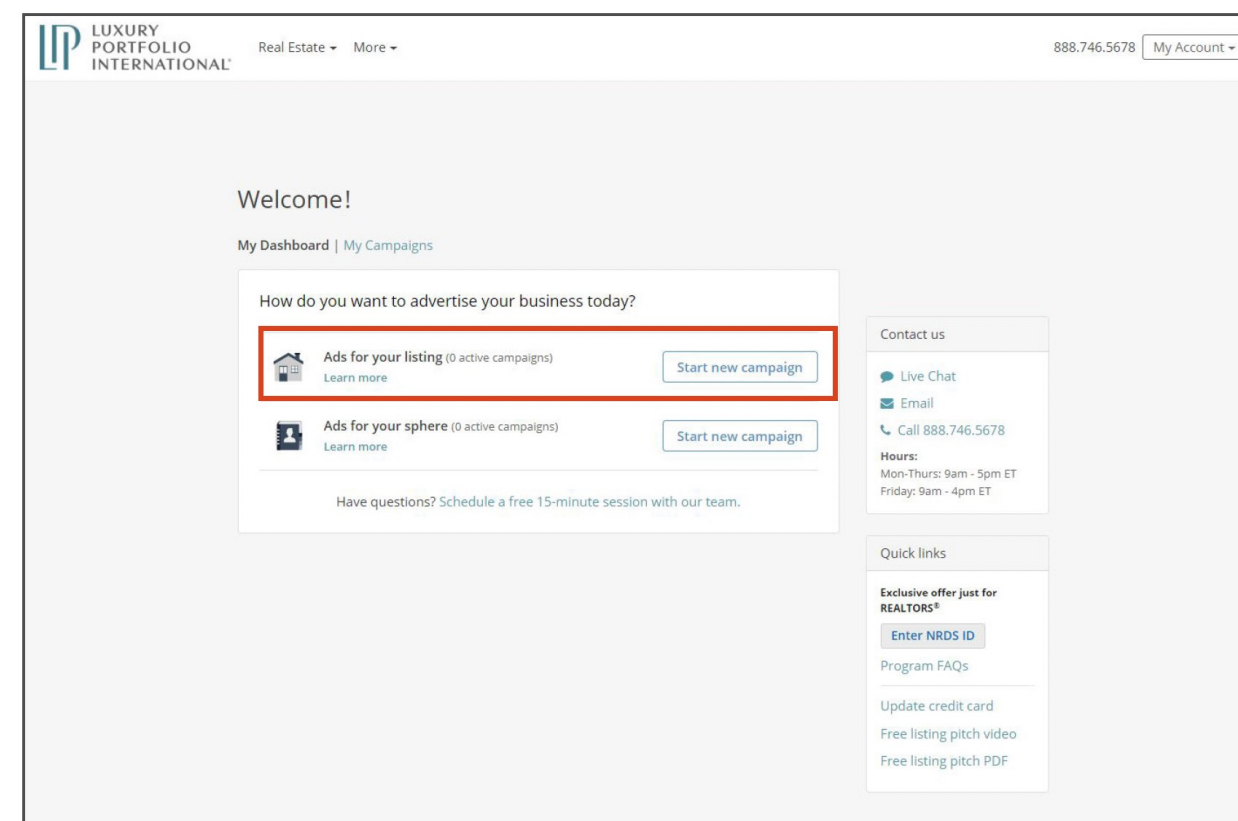 LUXURY
PORTFOLIO
INTERNATIONAL®
Real Estate More
888.746.5678 My Account
Welcome!
My Dashboard | My Campaigns
How do you want to advertise your business today?
Ads for your listing (0 active campaigns)
Learn more
Start new campaign
Ads for your sphere (0 active campaigns)
Learn more
Start new campaign
Have questions? Schedule a free 15-minute session with our team.
Contact us
Live Chat
Email
Call 888.746.5678
Hours:
Mon-Thurs: 9am - 5pm ET
Friday: 9am - 4pm ET
Quick links
Exclusive offer just for
REALTORS®
Enter NRDS ID
Program FAQs
Update credit card
Free listing pitch video
Free listing pitch PDF